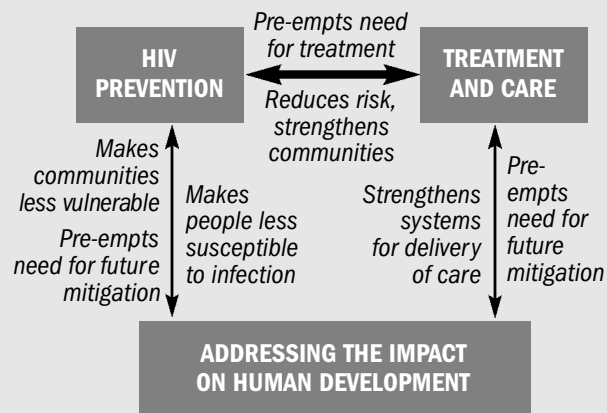 Pre-empts need
for treatment
HIV
PREVENTION
TREATMENT
AND CARE
Reduces risk,
strengthens
communities
Makes
communities
less vulnerable
Pre-empts
need for future
mitigation
Makes
people less
susceptible
to infection
Strengthens
systems
for delivery
of care
Pre-
empts
need for
future
mitigation
ADDRESSING THE IMPACT
ON HUMAN DEVELOPMENT